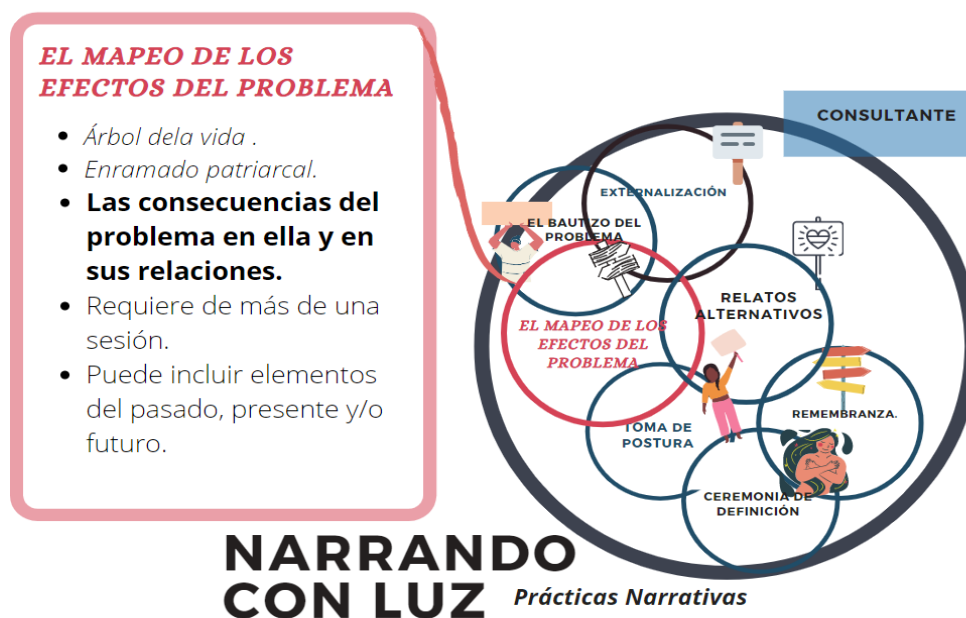 EL MAPEO DE LOS
EFECTOS DEL PROBLEMA
• Árbol dela vida .
• Enramado patriarcal.
• Las consecuencias del
problema en ella y en
sus relaciones.
• Requiere de más de una
sesión.
• Puede incluir elementos
del pasado, presente y/o
futuro.
CONSULTANTE
EXTERNALIZACIÓN
EL BAUTIZO DEL
PROBLEMA
RELATOS
ALTERNATIVOS
EL MAPEO DE LOS
EFECTOS DEL
PROBLEMA
REMEMBRANZA.
TOMA DE
POSTURA
CEREMONIA DE
DEFINICIÓN
NARRANDO
CON LUZ
Prácticas Narrativas